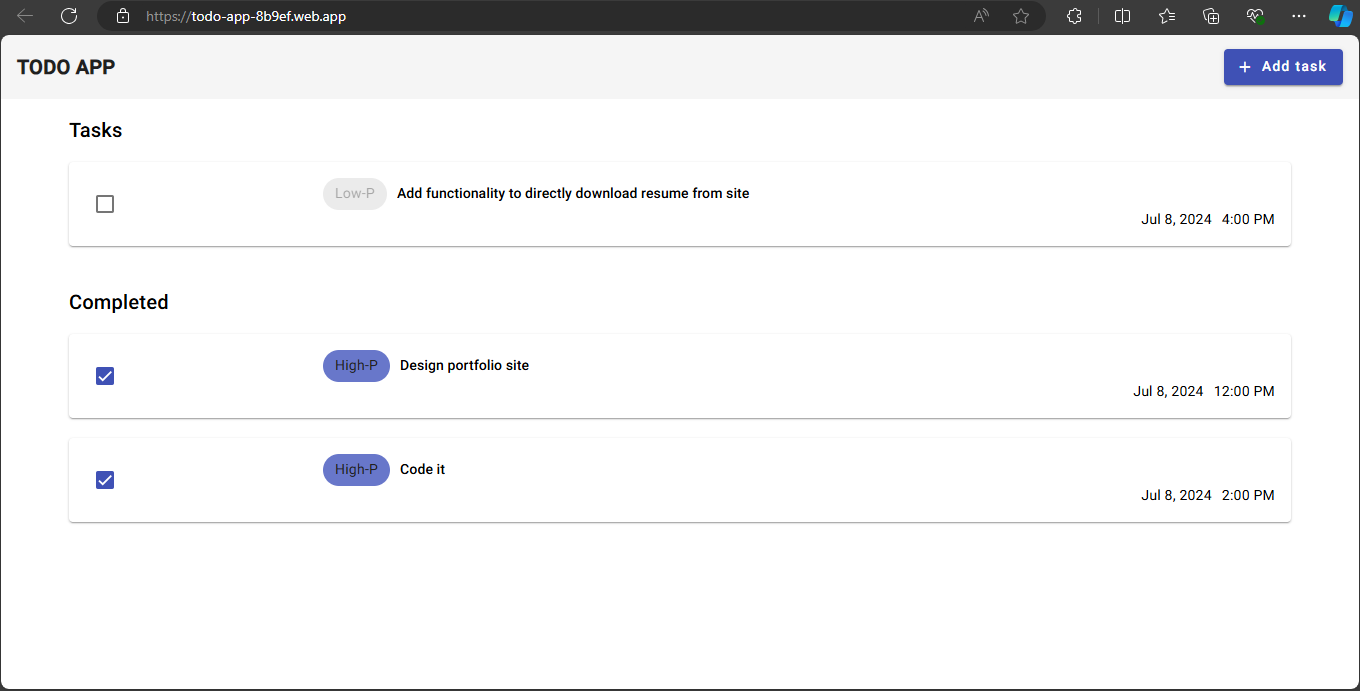 https://todo-app-8b9ef.web.app
TODO APP
+ Add task
Tasks
Low-P Add functionality to directly download resume from site
Jul 8, 2024 4:00 PM
Completed
High-P Design portfolio site
Jul 8, 2024 12:00 PM
High-P Code it
Jul 8, 2024 2:00 PM